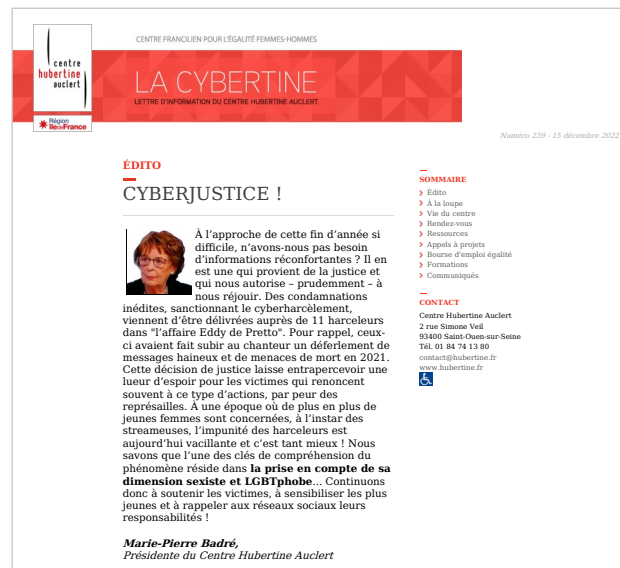 CENTRE FRANCILIEN POUR L'ÉGALITÉ FEMMES-HOMMES
centre
hubertine
auclert
LA CYBERTINE
LETTRE D'INFORMATION DU CENTRE HUBERTINE AUCLERT
Région
îledeFrance
Numéro 239 - 15 décembre 2022
ÉDITO
CYBERJUSTICE !
À l'approche de cette fin d'année si
difficile, n'avons-nous pas besoin
d'informations réconfortantes ? Il en
est une qui provient de la justice et
qui nous autorise – prudemment – à
nous réjouir. Des condamnations
inédites, sanctionnant le cyberharcèlement,
viennent d'être délivrées auprès de 11 harceleurs
dans "l'affaire Eddy de Pretto". Pour rappel, ceux-
ci avaient fait subir au chanteur un déferlement de
messages haineux et de menaces de mort en 2021.
Cette décision de justice laisse entrapercevoir une
lueur d'espoir pour les victimes qui renoncent
souvent à ce type d'actions, par peur des
représailles. À une époque où de plus en plus de
jeunes femmes sont concernées, à l'instar des
streameuses, l'impunité des harceleurs est
aujourd'hui vacillante et c'est tant mieux ! Nous
savons que l'une des clés de compréhension du
phénomène réside dans la prise en compte de sa
dimension sexiste et LGBTphobe... Continuons
donc à soutenir les victimes, à sensibiliser les plus
jeunes et à rappeler aux réseaux sociaux leurs
responsabilités !
Marie-Pierre Badré,
Présidente du Centre Hubertine Auclert
SOMMAIRE
Édito
À la loupe
Vie du centre
Rendez-vous
Ressources
Appels à projets
Bourse d'emploi égalité
Formations
Communiqués
CONTACT
Centre Hubertine Auclert
2 rue Simone Veil
93400 Saint-Ouen-sur-Seine
Tél. 01 84 74 13 80
contact@hubertine.fr
www.hubertine.fr